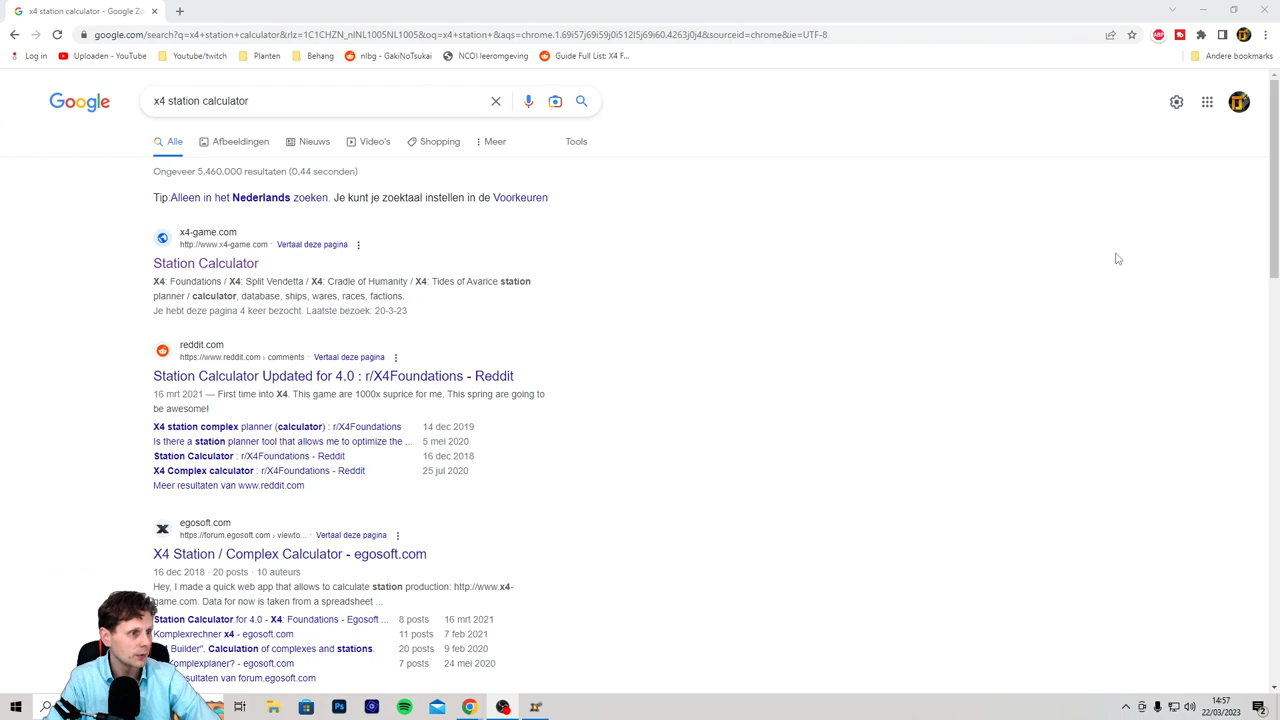 x4 station calculator - Google Zo
google.com/search?q=x4+station+calculator&rlz=1C1CHZN_nlNL1005NL1005&oq=x4+station+&aqs=chrome.1.69i57j69i59j0i512l5j69i60.4263j0j4&sourceid=chrome&ie=UTF-8
Log in
Uploaden - YouTube
Youtube/twitch
Planten
Behang
nlbg - GakiNoTsukai
NCOI leeromgeving
Guide Full List: X4 F...
Andere bookmarks
Google
x4 station calculator
Alle
Afbeeldingen
Nieuws
Video's
Shopping
Meer
Tools
Ongeveer 5.460.000 resultaten (0,44 seconden)
Tip:Alleen in het Nederlands zoeken. Je kunt je zoektaal instellen in de Voorkeuren
x4-game.com
http://www.x4-game.com · Vertaal deze pagina
Station Calculator
X4: Foundations / X4: Split Vendetta / X4: Cradle of Humanity / X4: Tides of Avarice station
planner / calculator, database, ships, wares, races, factions.
Je hebt deze pagina 4 keer bezocht. Laatste bezoek: 20-3-23
reddit.com
https://www.reddit.com › comments · Vertaal deze pagina
Station Calculator Updated for 4.0 : r/X4Foundations - Reddit
16 mrt 2021 — First time into X4. This game are 1000x suprice for me. This spring are going to
be awesome!
X4 station complex planner (calculator) : r/X4Foundations 14 dec 2019
Is there a station planner tool that allows me to optimize the ... 5 mei 2020
Station Calculator : r/X4Foundations - Reddit 16 dec 2018
X4 Complex calculator : r/X4Foundations - Reddit 25 jul 2020
Meer resultaten van www.reddit.com
egosoft.com
https://forum.egosoft.com › viewto... · Vertaal deze pagina
X4 Station / Complex Calculator - egosoft.com
16 dec 2018 · 20 posts · 10 auteurs
Hey, I made a quick web app that allows to calculate station production: http://www.x4-
game.com. Data for now is taken from a spreadsheet ...
Station Calculator for 4.0 - X4: Foundations - Egosoft ... 8 posts 16 mrt 2021
Komplexrechner x4 - egosoft.com 11 posts 7 feb 2021
Builder". Calculation of complexes and stations. 20 posts 9 feb 2020
Komplexplaner? - egosoft.com 7 posts 24 mei 2020
van forum.egosoft.com
14:57
22/03/2023
2